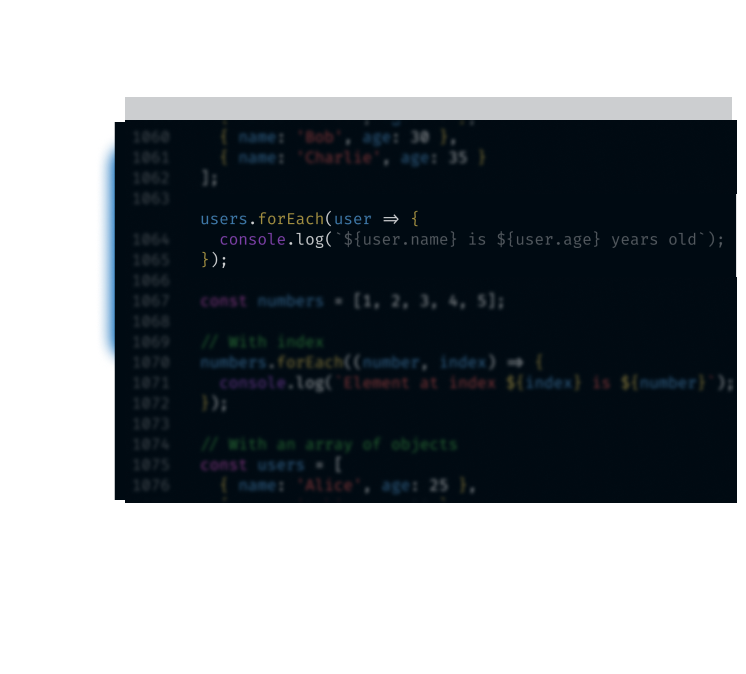 1060 { name: 'Bob', age: 30 },
1061 { name: 'Charlie', age: 35 }
1062 ];
1063
users.forEach(user => {
1064 console.log(`${user.name} is ${user.age} years old`);
1065 });
1066
1067 const numbers = [1, 2, 3, 4, 5];
1068
1069 // With index
1070 numbers.forEach((number, index) => {
1071 console.log(`Element at index ${index} is ${number}`);
1072 });
1073
1074 // With an array of objects
1075 const users = [
1076 { name: 'Alice', age: 25 },